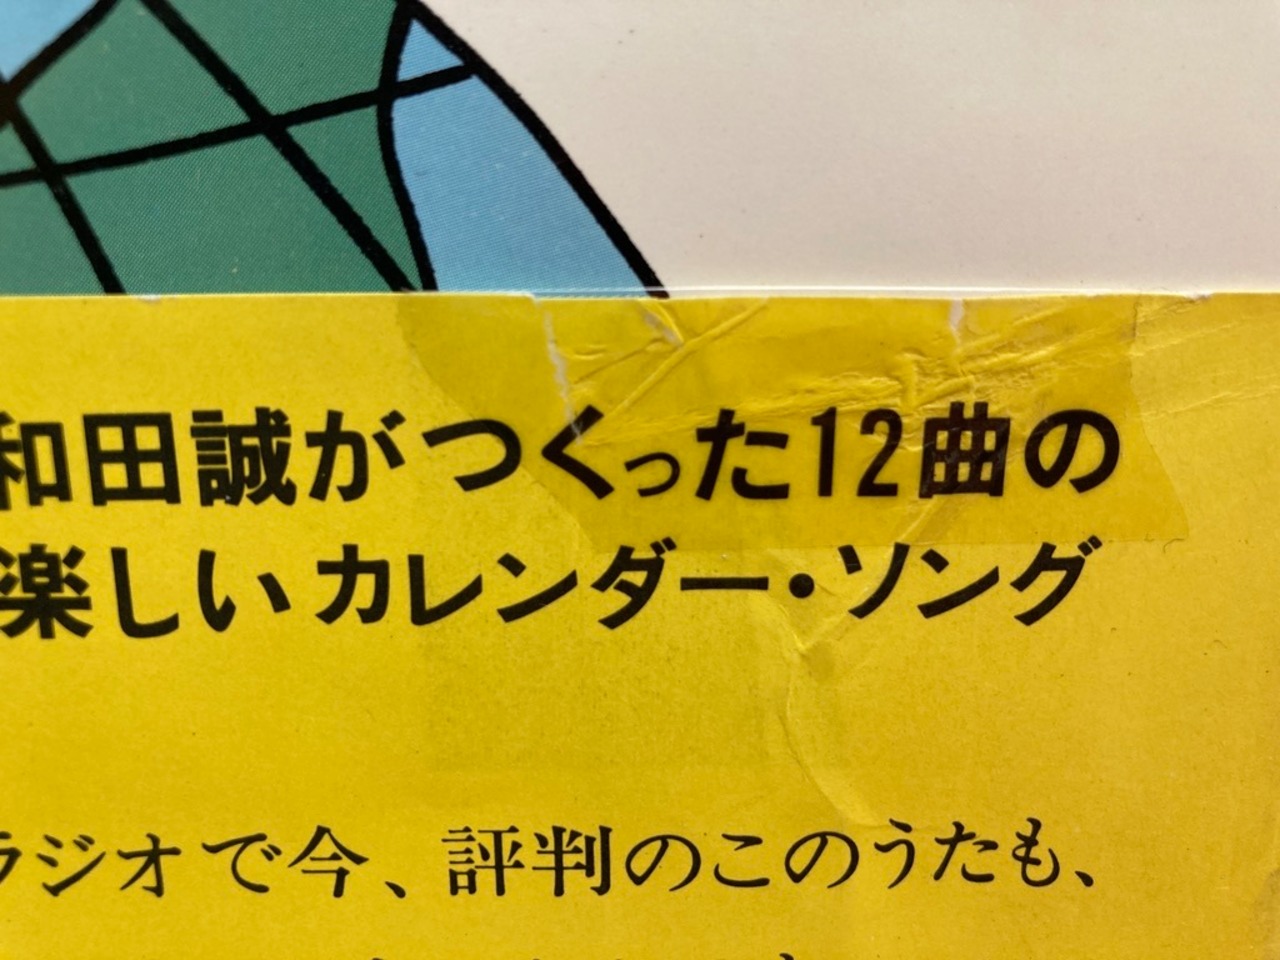 和田誠がつくった12曲の
楽しいカレンダー・ソング
ラジオで今、評判のこのうたも、